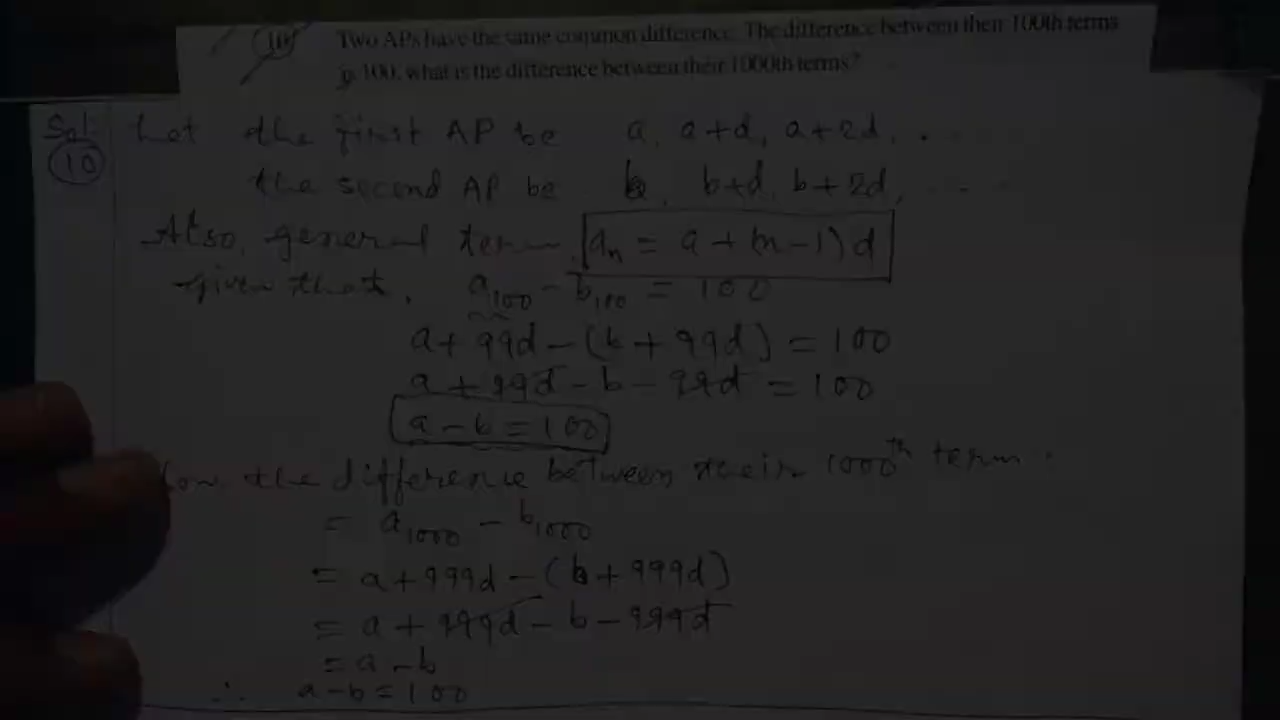 10. Two APs have the same common difference. The difference between their 100th terms
is 100, what is the difference between their 1000th terms?
Sol. Let the first AP be a, a+d, a+2d, ....
10 the second AP be b, b+d, b+2d, ....
Also, general term, an = a + (n-1)d
given that, a100 - b100 = 100
a + 99d - (b + 99d) = 100
a + 99d - b - 99d = 100
a - b = 100
the difference between their 1000th term.
= a1000 - b1000
= a + 999d - (b + 999d)
= a + 999d - b - 999d
= a - b
∴ a - b = 100